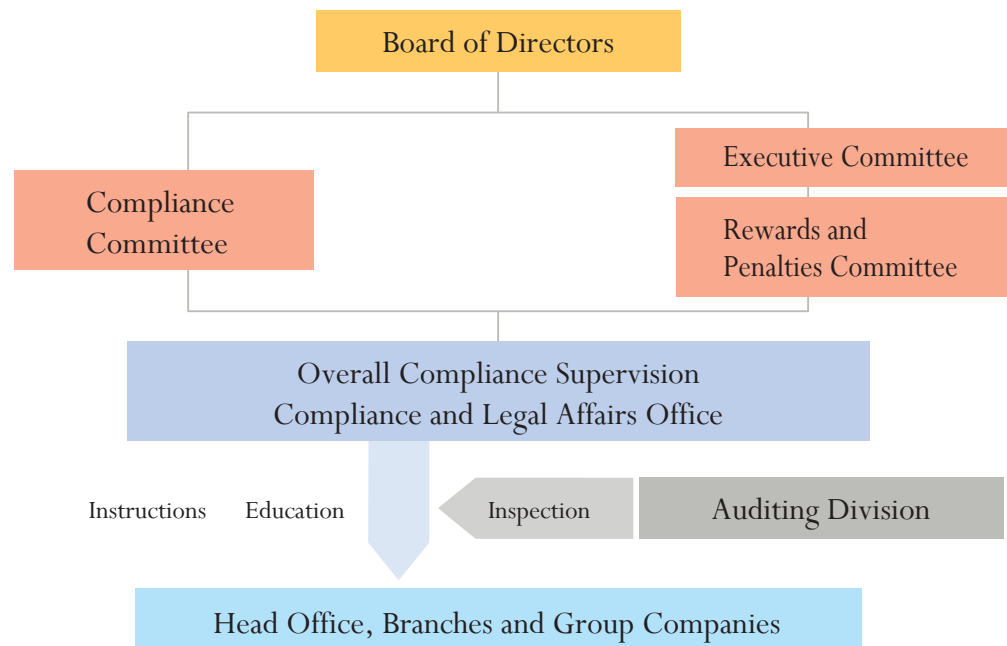 Board of Directors
Compliance
Committee
Executive Committee
Rewards and
Penalties Committee
Overall Compliance Supervision
Compliance and Legal Affairs Office
Instructions
Education
Inspection
Auditing Division
Head Office, Branches and Group Companies